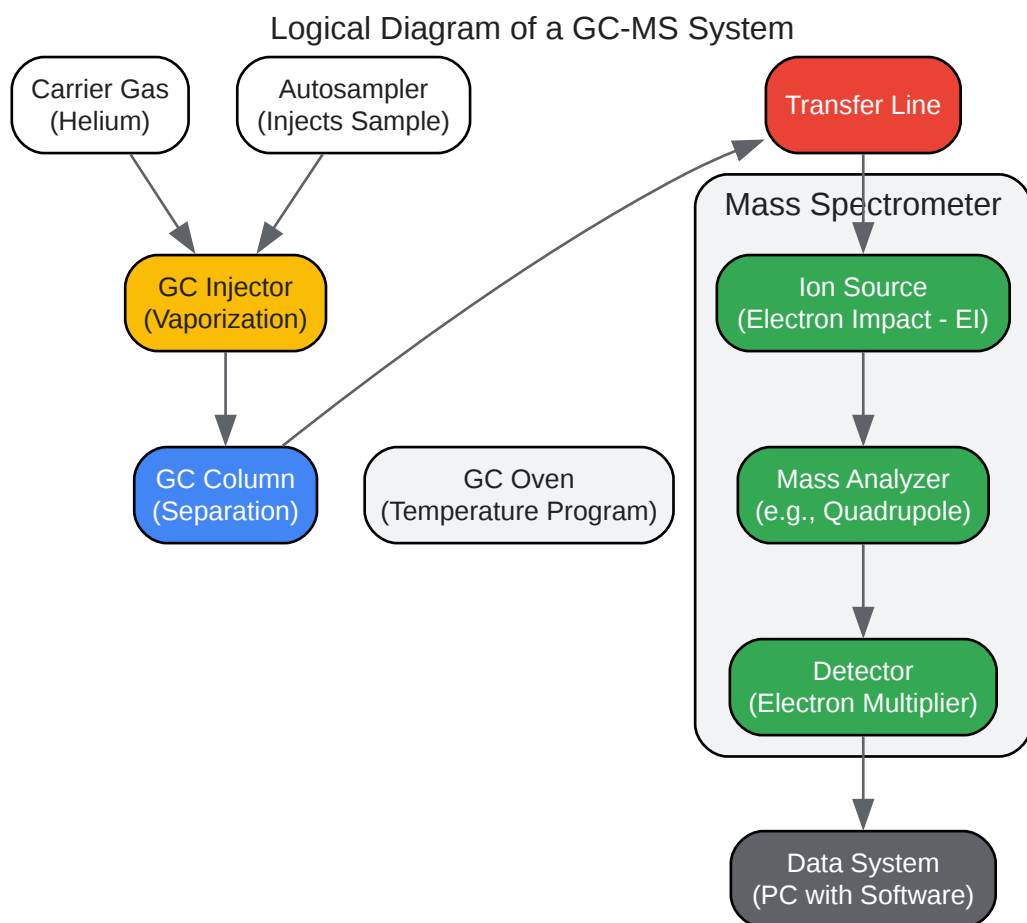 Logical Diagram of a GC-MS System
Carrier Gas
(Helium)
Autosampler
(Injects Sample)
Transfer Line
Mass Spectrometer
GC Injector
(Vaporization)
Ion Source
(Electron Impact - EI)
GC Column
(Separation)
GC Oven
(Temperature Program)
Mass Analyzer
(e.g., Quadrupole)
Detector
(Electron Multiplier)
Data System
(PC with Software)